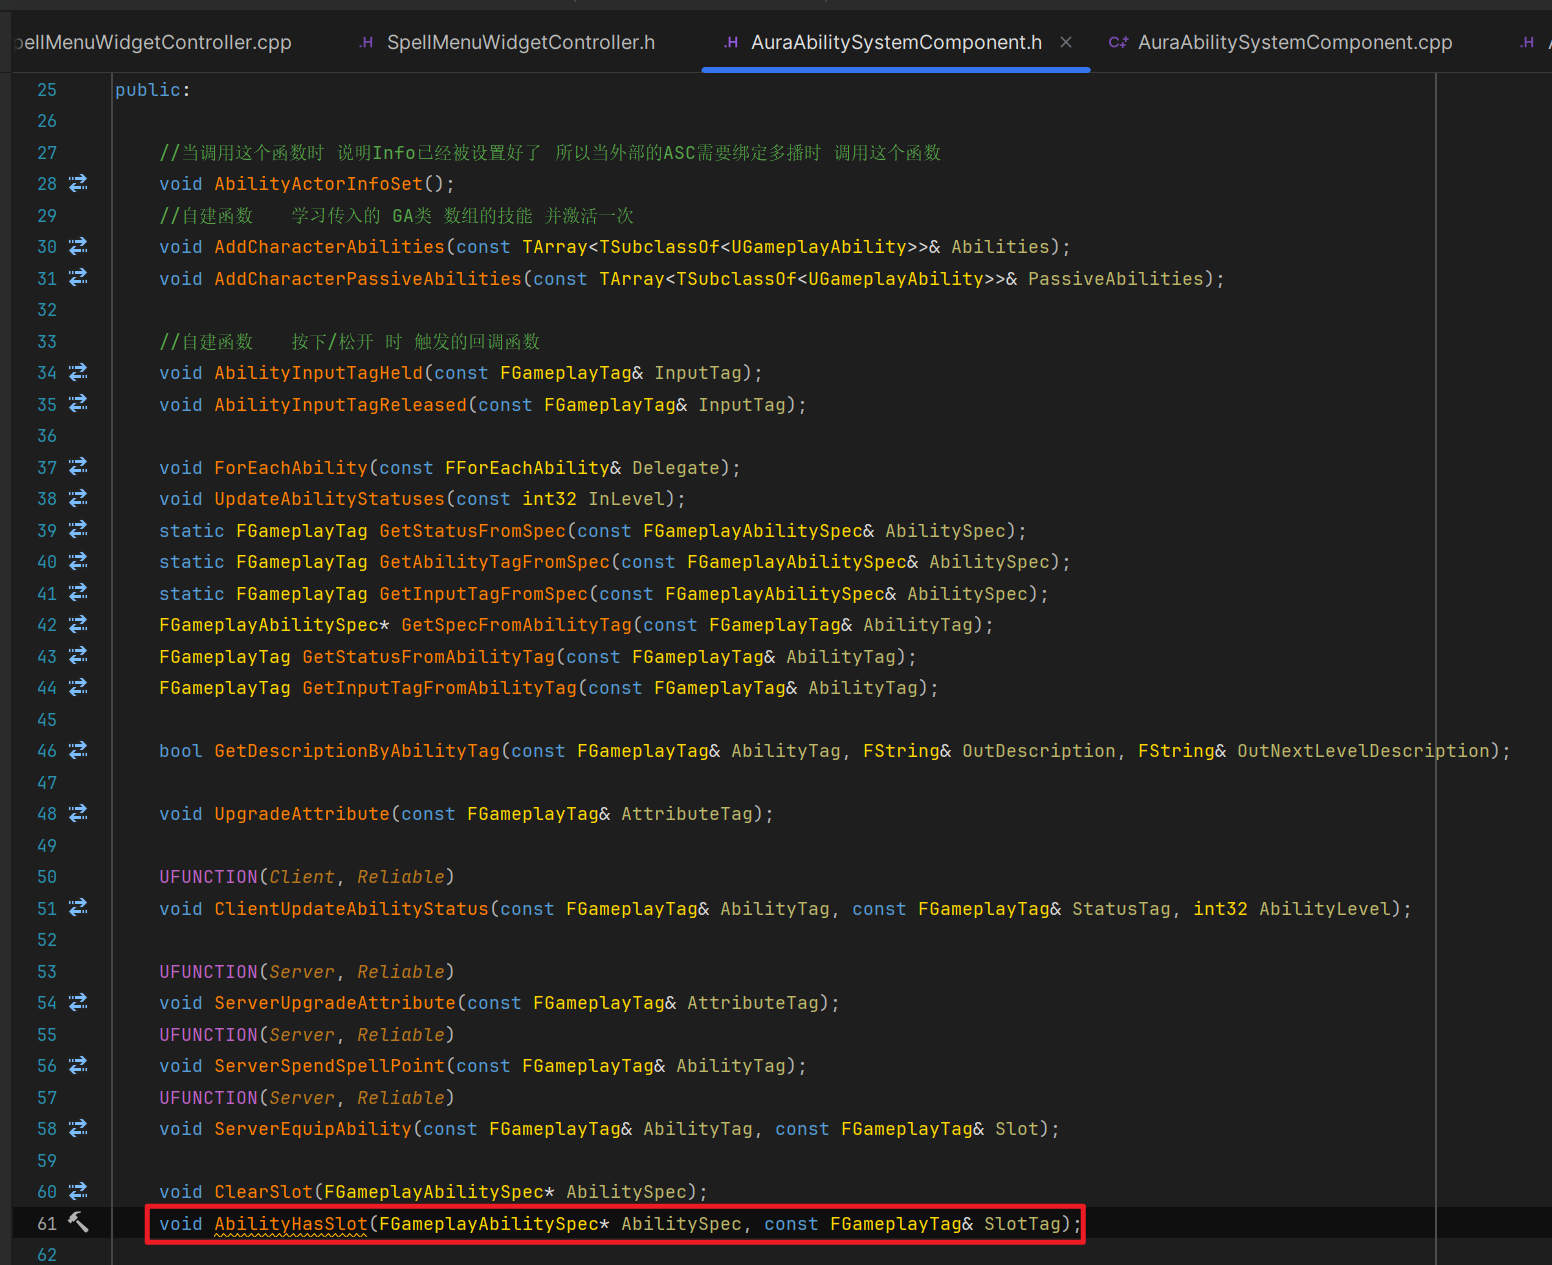 pellMenuWidgetController.cpp .H SpellMenuWidgetController.h .H AuraAbilitySystemComponent.h × C+ AuraAbilitySystemComponent.cpp .H
25 public:
26
27 //当调用这个函数时 说明Info已经被设置好了 所以当外部的ASC需要绑定多播时 调用这个函数
28 void AbilityActorInfoSet();
29 //自建函数 学习传入的 GA类 数组的技能 并激活一次
30 void AddCharacterAbilities(const TArray<TSubclassOf<UGameplayAbility>>& Abilities);
31 void AddCharacterPassiveAbilities(const TArray<TSubclassOf<UGameplayAbility>>& PassiveAbilities);
32
33 //自建函数 按下/松开 时 触发的回调函数
34 void AbilityInputTagHeld(const FGameplayTag& InputTag);
35 void AbilityInputTagReleased(const FGameplayTag& InputTag);
36
37 void ForEachAbility(const FForEachAbility& Delegate);
38 void UpdateAbilityStatuses(const int32 InLevel);
39 static FGameplayTag GetStatusFromSpec(const FGameplayAbilitySpec& AbilitySpec);
40 static FGameplayTag GetAbilityTagFromSpec(const FGameplayAbilitySpec& AbilitySpec);
41 static FGameplayTag GetInputTagFromSpec(const FGameplayAbilitySpec& AbilitySpec);
42 FGameplayAbilitySpec* GetSpecFromAbilityTag(const FGameplayTag& AbilityTag);
43 FGameplayTag GetStatusFromAbilityTag(const FGameplayTag& AbilityTag);
44 FGameplayTag GetInputTagFromAbilityTag(const FGameplayTag& AbilityTag);
45
46 bool GetDescriptionByAbilityTag(const FGameplayTag& AbilityTag, FString& OutDescription, FString& OutNextLevelDescription);
47
48 void UpgradeAttribute(const FGameplayTag& AttributeTag);
49
50 UFUNCTION(Client, Reliable)
51 void ClientUpdateAbilityStatus(const FGameplayTag& AbilityTag, const FGameplayTag& StatusTag, int32 AbilityLevel);
52
53 UFUNCTION(Server, Reliable)
54 void ServerUpgradeAttribute(const FGameplayTag& AttributeTag);
55 UFUNCTION(Server, Reliable)
56 void ServerSpendSpellPoint(const FGameplayTag& AbilityTag);
57 UFUNCTION(Server, Reliable)
58 void ServerEquipAbility(const FGameplayTag& AbilityTag, const FGameplayTag& Slot);
59
60 void ClearSlot(FGameplayAbilitySpec* AbilitySpec);
61 void AbilityHasSlot(FGameplayAbilitySpec* AbilitySpec, const FGameplayTag& SlotTag);
62